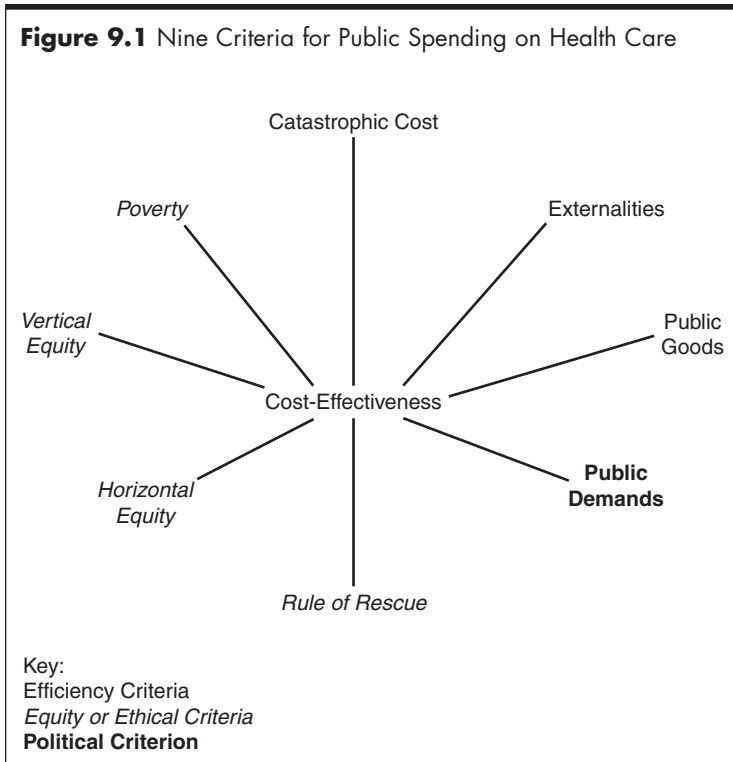 Figure 9.1 Nine Criteria for Public Spending on Health Care
Catastrophic Cost
Poverty
Externalities
Vertical
Equity
Public
Goods
Cost-Effectiveness
Horizontal
Equity
Public
Demands
Rule of Rescue
Key:
Efficiency Criteria
Equity or Ethical Criteria
Political Criterion